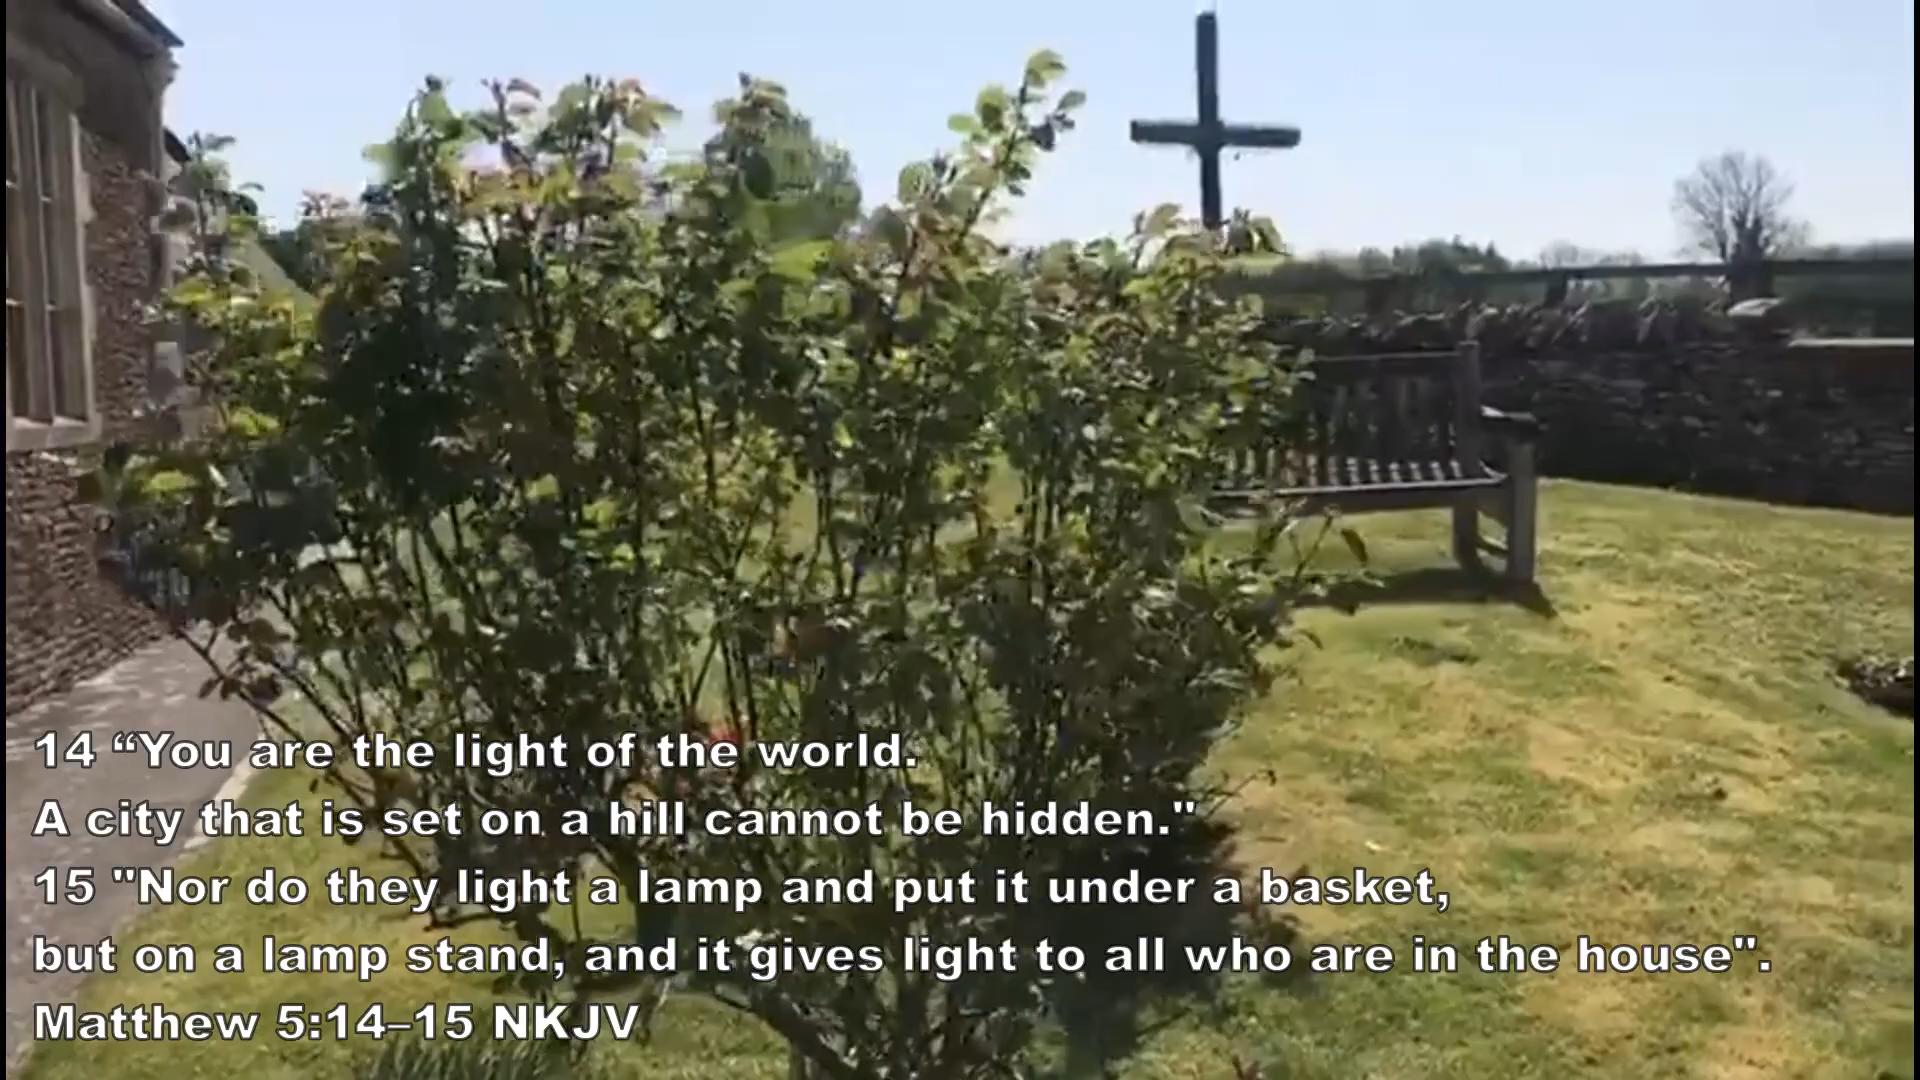 14 “You are the light of the world.
A city that is set on a hill cannot be hidden."
15 "Nor do they light a lamp and put it under a basket,
but on a lamp stand, and it gives light to all who are in the house".
Matthew 5:14–15 NKJV